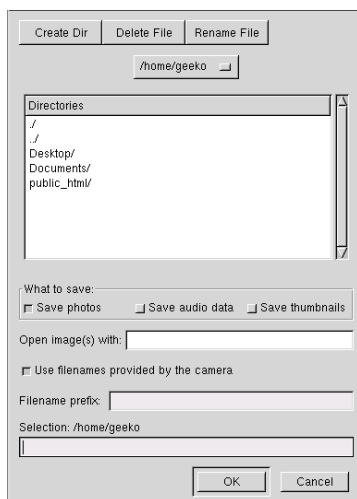 Create Dir Delete File Rename File
/home/geeko
Directories
./
../
Desktop/
Documents/
public_html/
What to save:
Save photos Save audio data Save thumbnails
Open image(s) with:
Use filenames provided by the camera
Filename prefix:
Selection: /home/geeko
OK Cancel